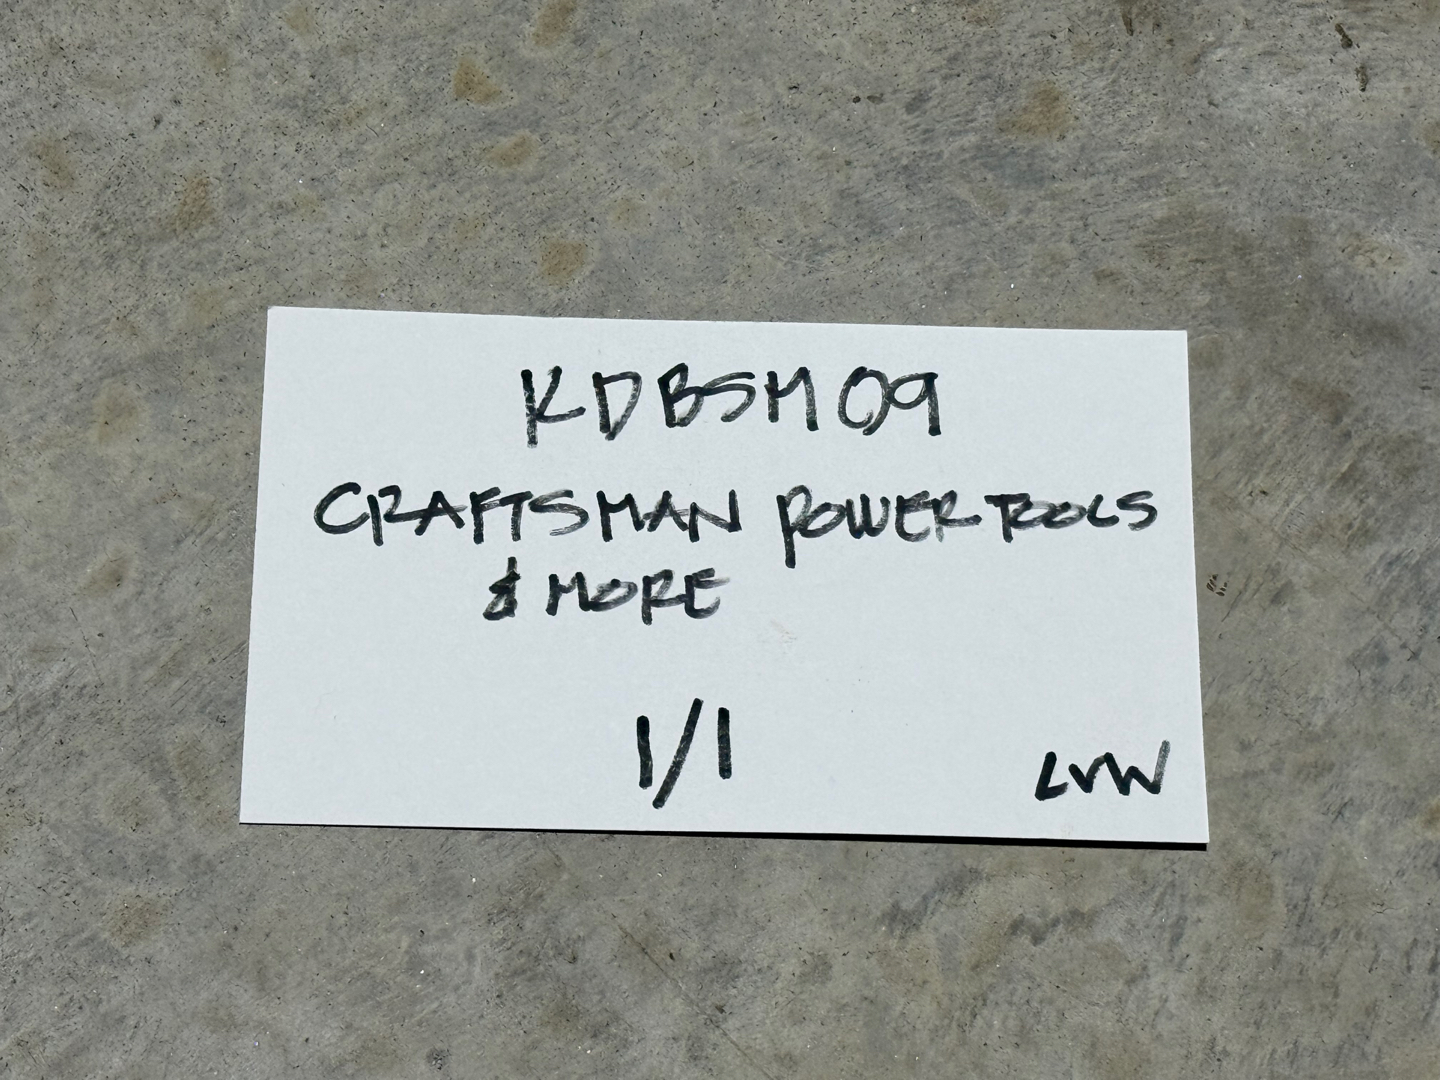 KDBSM09
CRAFTSMAN POWER TOOLS
& MORE
1/1
LVW